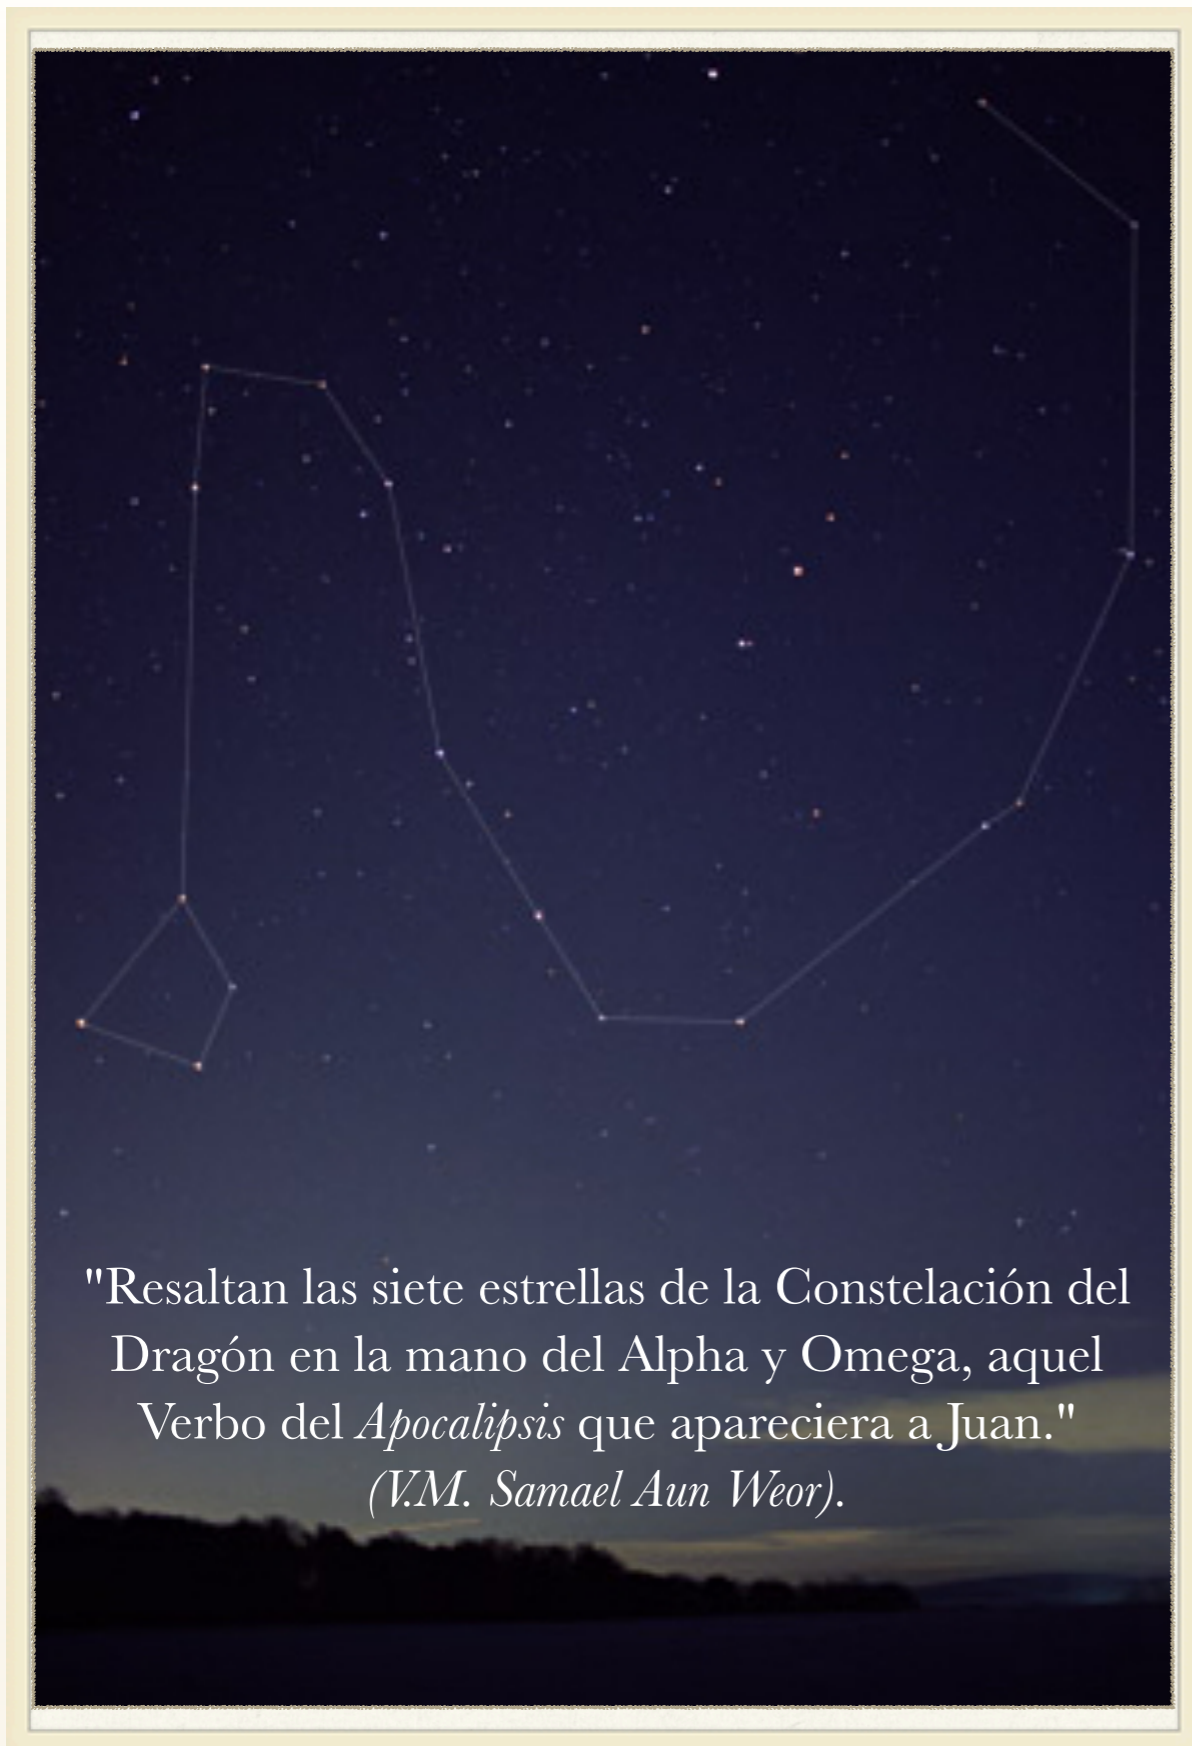 "Resaltan las siete estrellas de la Constelación del
Dragón en la mano del Alpha y Omega, aquel
Verbo del Apocalipsis que apareciera a Juan."
(V.M. Samael Aun Weor).